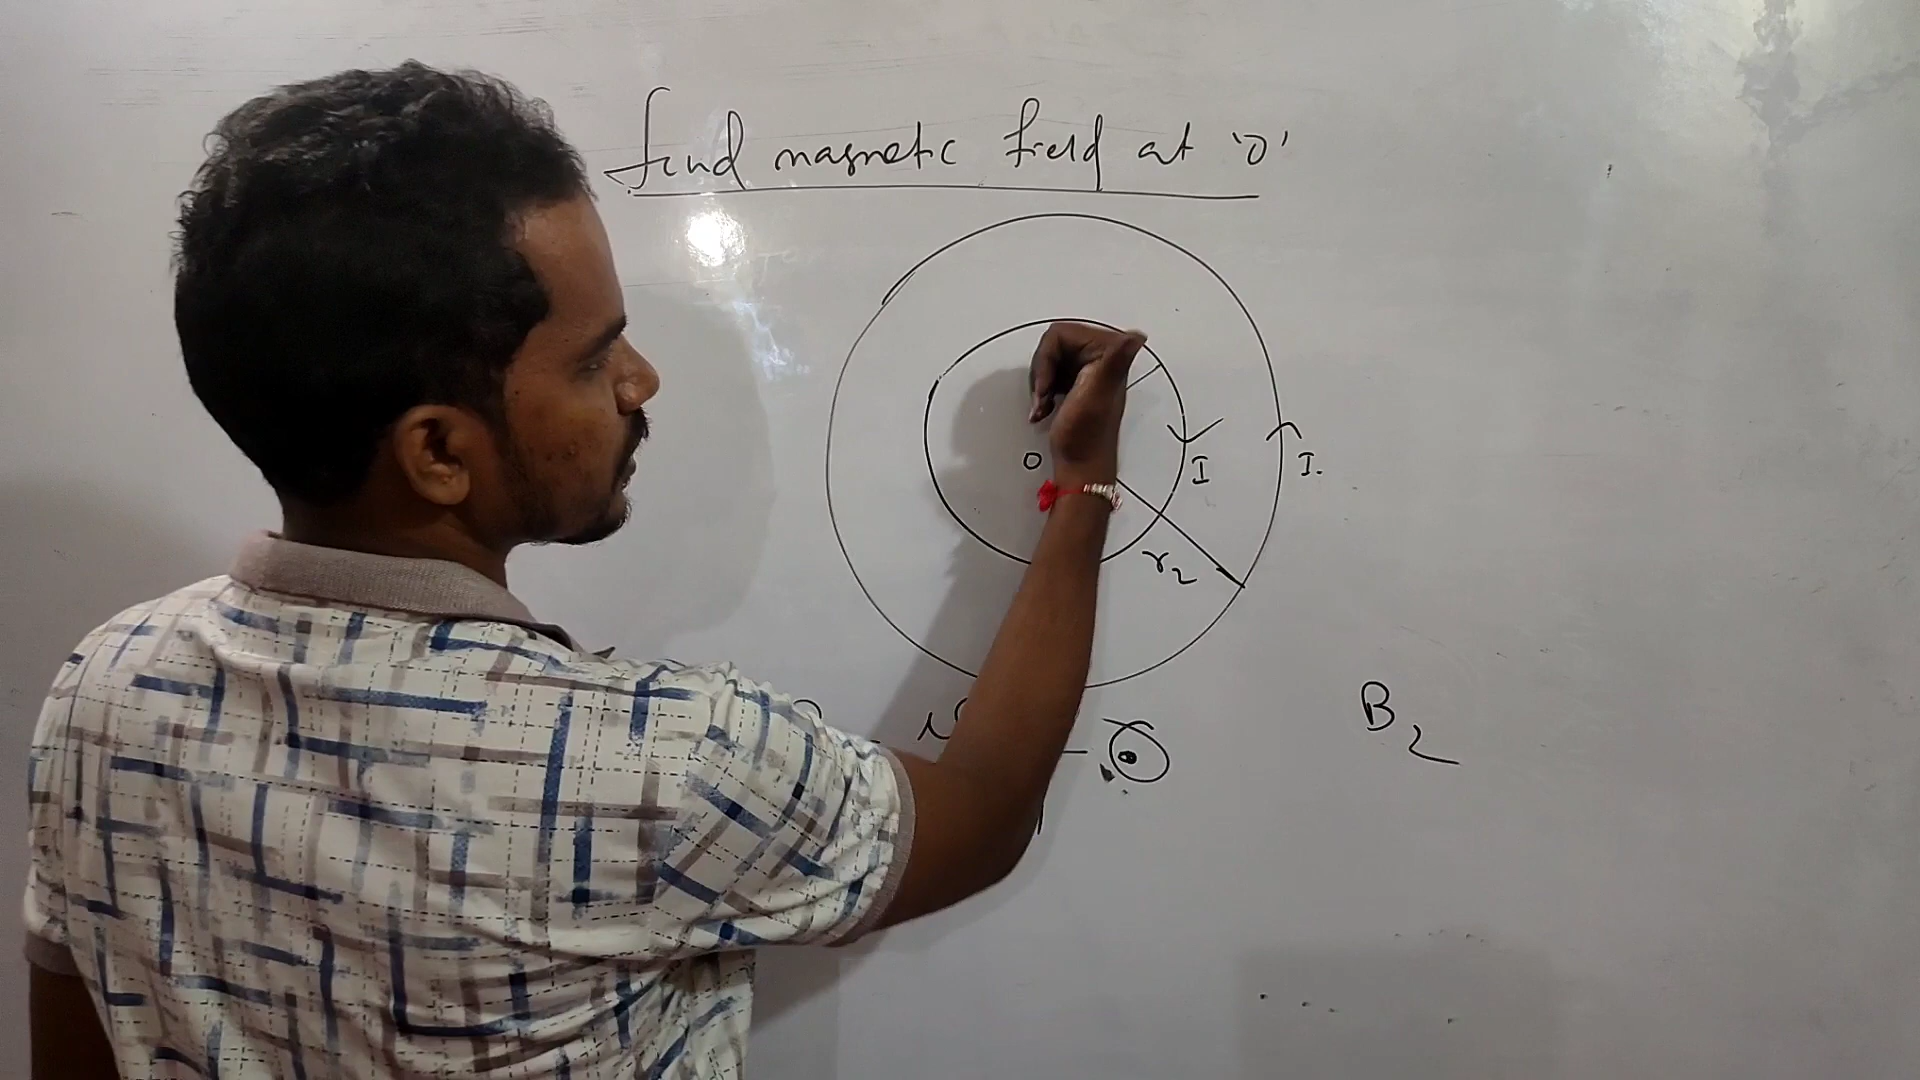 find magnetic field at 'O'
O
I
I.
r2
B2